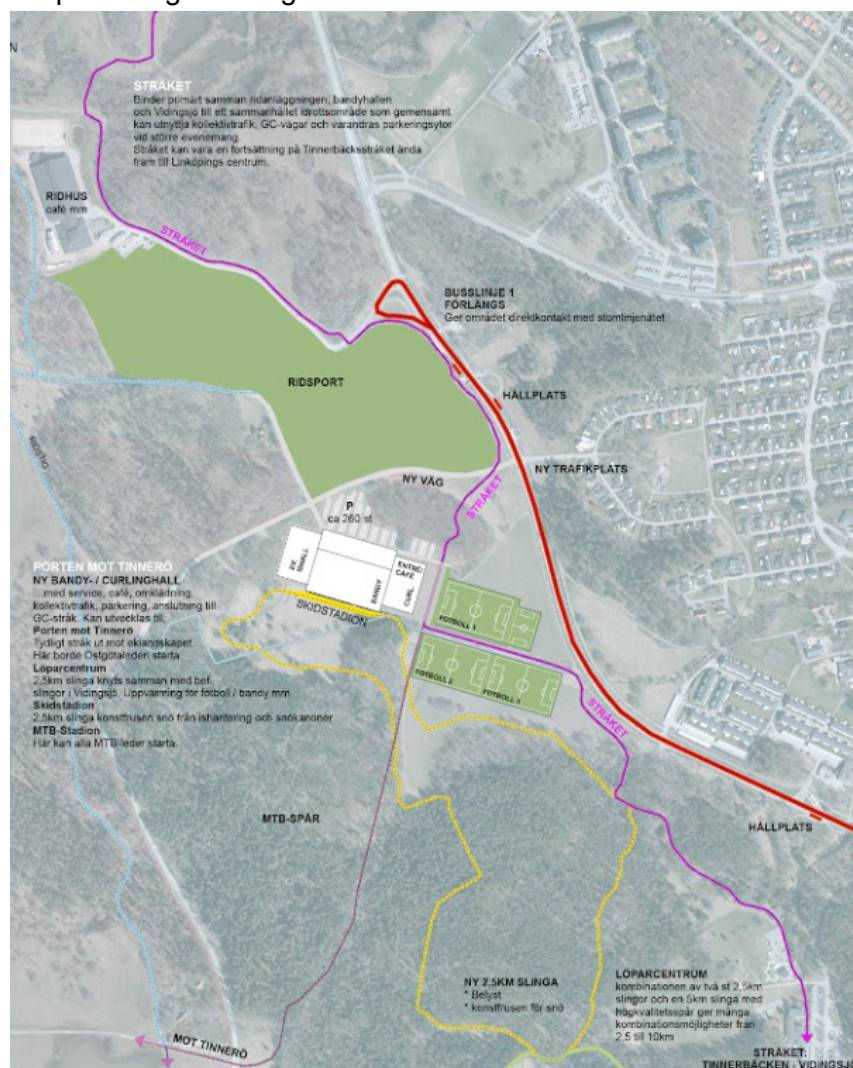 STRÅKET
Binder primärt samman ridanläggningen, bandyhallen
och Vidingsjö till ett sammanhållet idrottsområde som gemensamt
kan utnyttja kollektivtrafik, GC-vägar och varandras parkeringsytor
vid större evenemang.
Stråket kan vara en fortsättning på Tinnerbäcksstråket ända
fram till Linköpings centrum.
RIDHUS
café mm
STRÅKET
BUSSLINJE 1
FÖRLÄNGS
Ger området direktkontakt med stomlinjenätet
RIDSPORT
HÅLLPLATS
RIDSTIG
NY TRAFIKPLATS
NY VÄG
STRÅKET
P
ca 260 st
EV.
SMALL
BANDY
ENTRÉ/
CAFÉ
CURL
SKIDSTADION
FOTBOLL 1
FOTBOLL 2
FOTBOLL 3
PORTEN MOT TINNERÖ
NY BANDY- / CURLINGHALL
...med service, café, omklädning,
kollektivtrafik, parkering, anslutning till
GC-stråk. Kan utvecklas till:
Porten mot Tinnerö
Tydligt stråk ut mot eklandskapet.
Här borde Östgötaleden starta.
Löparcentrum
2,5km slinga knyts samman med bef.
slingor i Vidingsjö. Uppvärming för fotboll / bandy mm.
Skidstadion
2,5km slinga konstfrusen snö från ishantering och snökanoner
MTB-Stadion
Här kan alla MTB-leder starta.
STRÅKET
MTB-SPÅR
HÅLLPLATS
NY 2,5KM SLINGA
* Belyst
* konstfrusen för snö
LÖPARCENTRUM
kombinationen av två st 2,5km
slingor och en 5km slinga med
högkvalitetsspår ger många
kombinationsmöjligheter från
2,5 till 10km
MOT TINNERÖ
STRÅKET:
TINNERBÄCKEN - VIDINGSJÖ